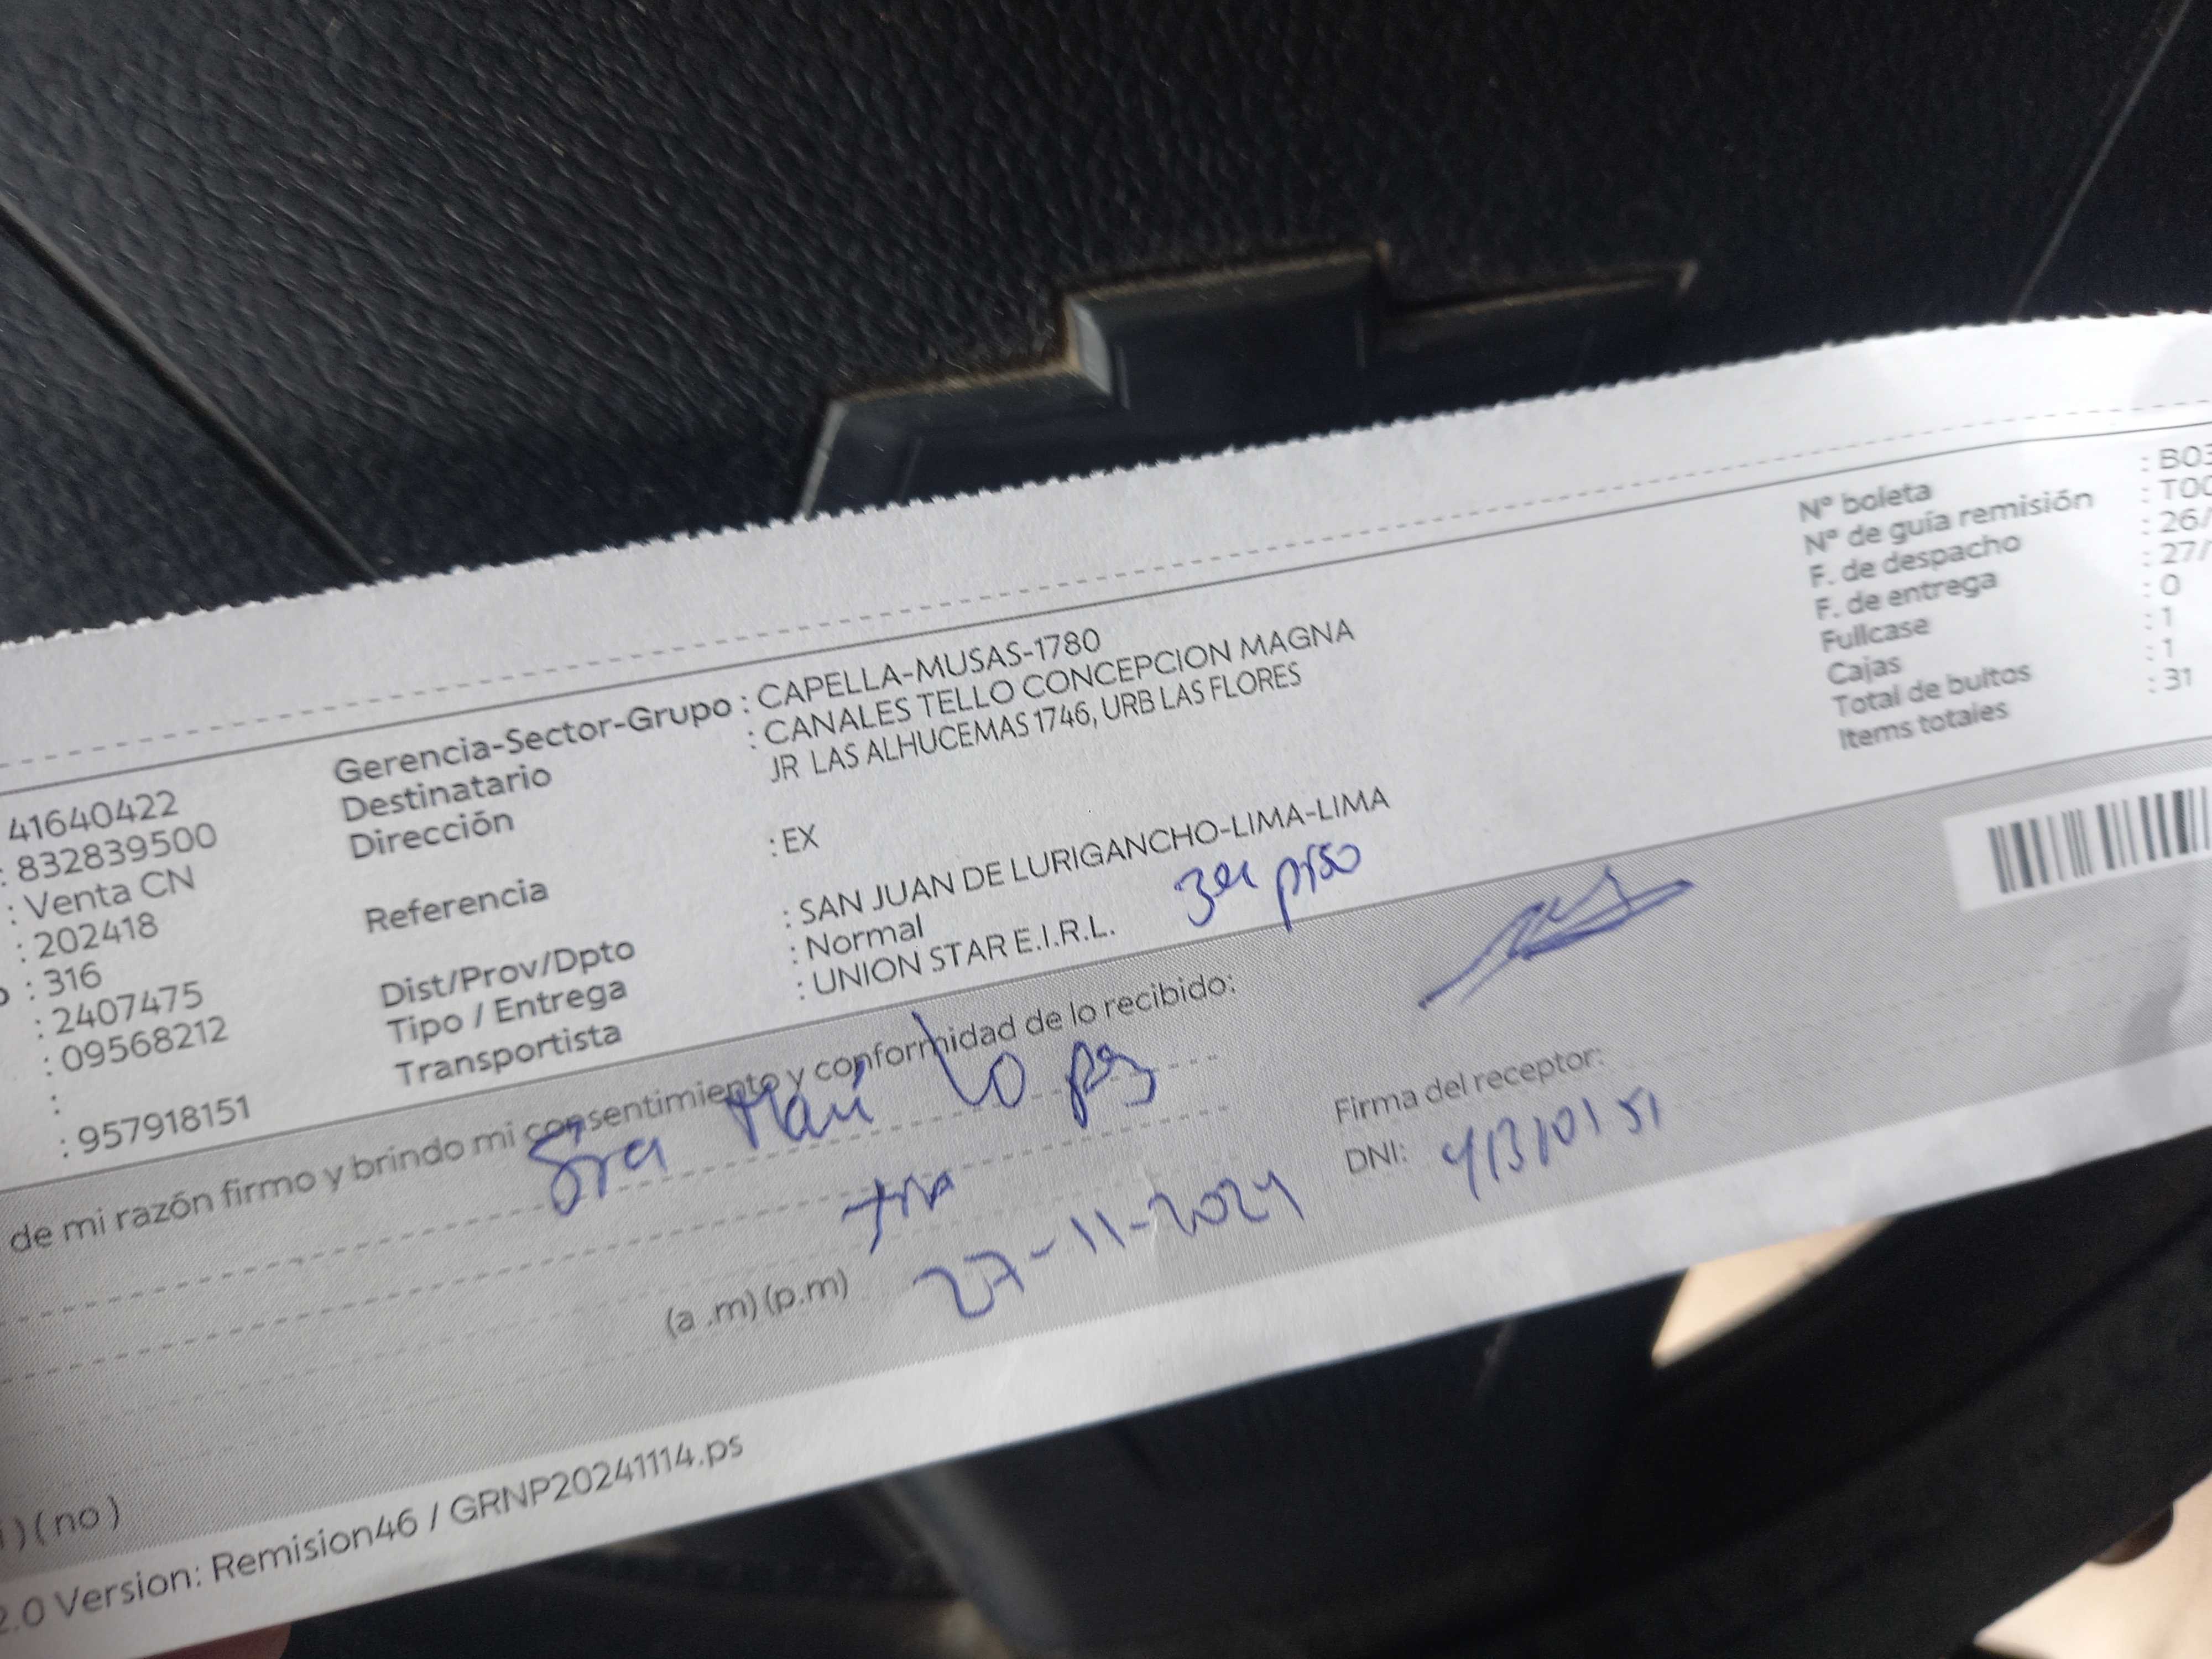 41640422
: 832839500
: Venta CN
: 202418
: 316
: 2407475
: 09568212
:
: 957918151
Gerencia-Sector-Grupo : CAPELLA-MUSAS-1780
Destinatario : CANALES TELLO CONCEPCION MAGNA
Dirección JR LAS ALHUCEMAS 1746, URB LAS FLORES
Referencia : EX
Dist/Prov/Dpto : SAN JUAN DE LURIGANCHO-LIMA-LIMA
Tipo / Entrega : Normal
Transportista : UNION STAR E.I.R.L.
3er piso
N° boleta : B03
N° de guía remisión : T00
F. de despacho : 26/
F. de entrega : 27/
Fullcase : 0
Cajas : 1
Total de bultos : 1
Items totales : 31
de mi razón firmo y brindo mi consentimiento y conformidad de lo recibido:
Sra
(a .m) (p.m)
27-11-2024
Firma del receptor:
DNI:
) ( no )
2.0 Version: Remision46 / GRNP20241114.ps